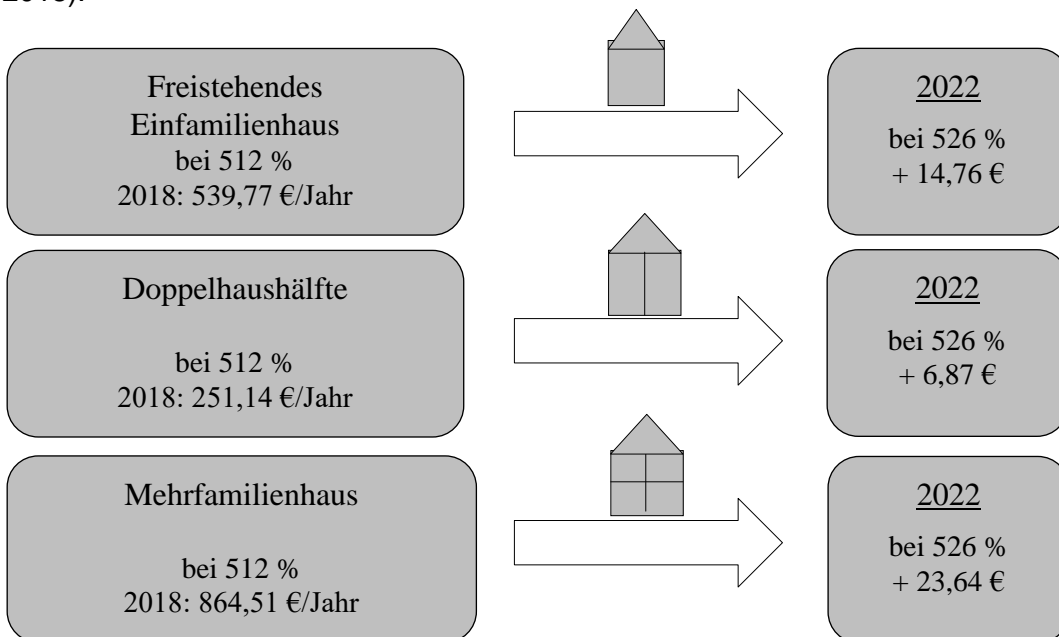 2018).
Freistehendes
Einfamilienhaus
bei 512 %
2018: 539,77 €/Jahr
2022
bei 526 %
+ 14,76 €
Doppelhaushälfte
bei 512 %
2018: 251,14 €/Jahr
2022
bei 526 %
+ 6,87 €
Mehrfamilienhaus
bei 512 %
2018: 864,51 €/Jahr
2022
bei 526 %
+ 23,64 €